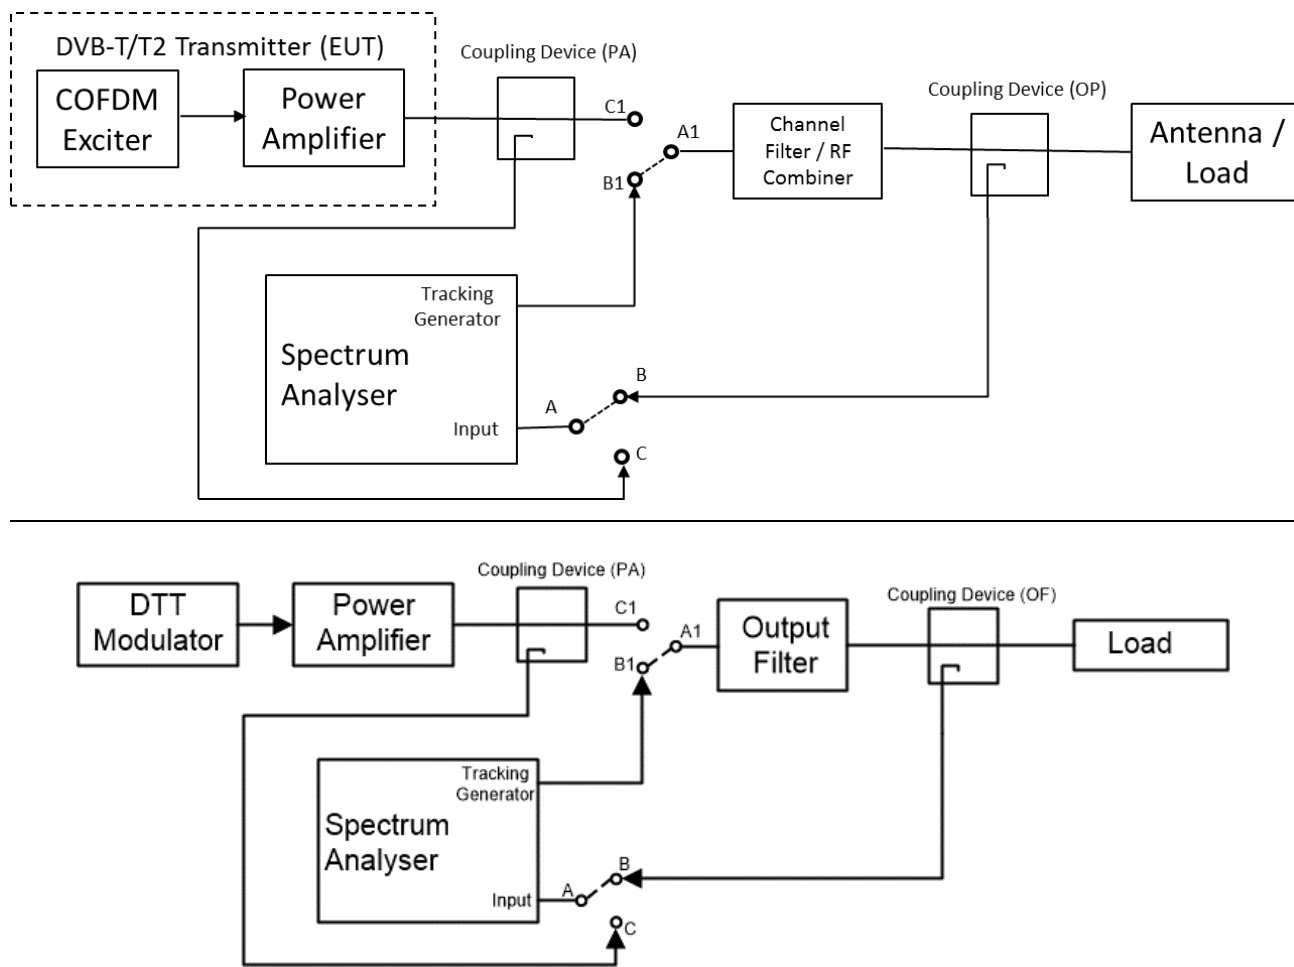 DVB-T/T2 Transmitter (EUT)
COFDM
Exciter
Power
Amplifier
Coupling Device (PA)
C1
A1
B1
Channel
Filter / RF
Combiner
Coupling Device (OP)
Antenna /
Load
Tracking
Generator
Spectrum
Analyser
Input
A
B
C
DTT
Modulator
Power
Amplifier
Coupling Device (PA)
C1
A1
B1
Output
Filter
Coupling Device (OF)
Load
Tracking
Generator
Spectrum
Analyser
Input
A
B
C